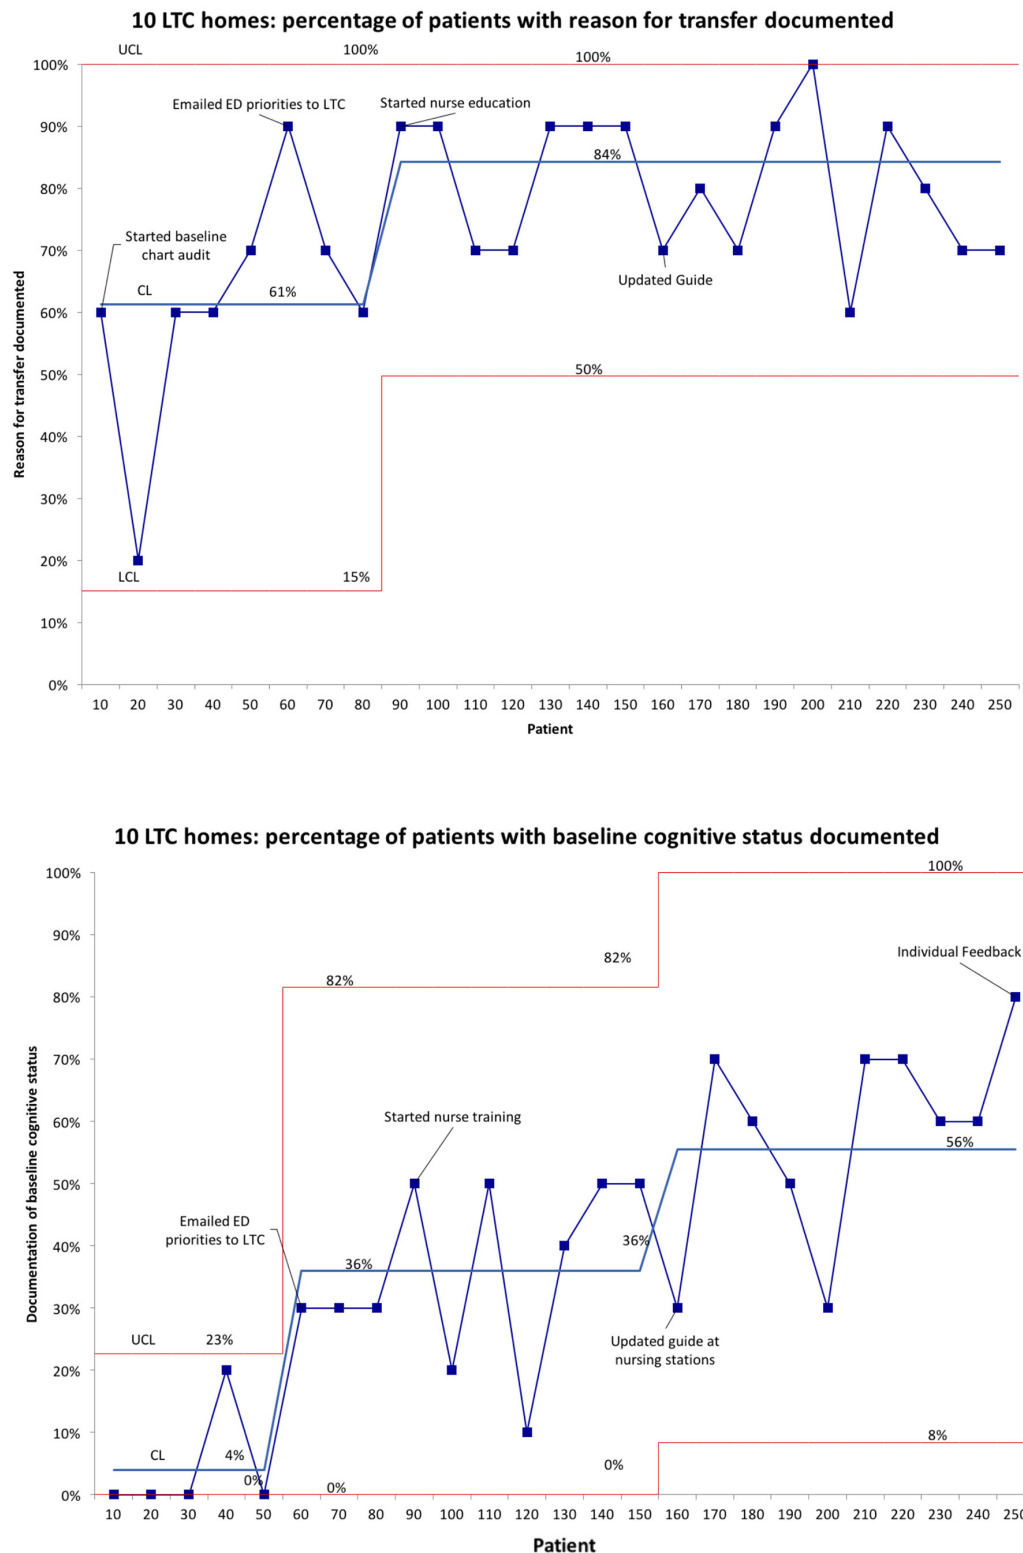 10 LTC homes: percentage of patients with reason for transfer documented
UCL 100% 100%
100%
90%
80%
70%
60%
50%
40%
30%
20%
10%
0%
Reason for transfer documented
Emailed ED priorities to LTC
Started nurse education
84%
Started baseline
chart audit
CL 61%
Updated Guide
50%
LCL 15%
10 20 30 40 50 60 70 80 90 100 110 120 130 140 150 160 170 180 190 200 210 220 230 240 250
Patient
10 LTC homes: percentage of patients with baseline cognitive status documented
100%
90%
80%
70%
60%
50%
40%
30%
20%
10%
0%
Documentation of baseline cognitive status
100%
Individual Feedback
82%
82%
Started nurse training
56%
Emailed ED
priorities to LTC
36%
36%
UCL 23%
Updated guide at
nursing stations
CL 4%
0%
0%
0%
8%
10 20 30 40 50 60 70 80 90 100 110 120 130 140 150 160 170 180 190 200 210 220 230 240 250
Patient